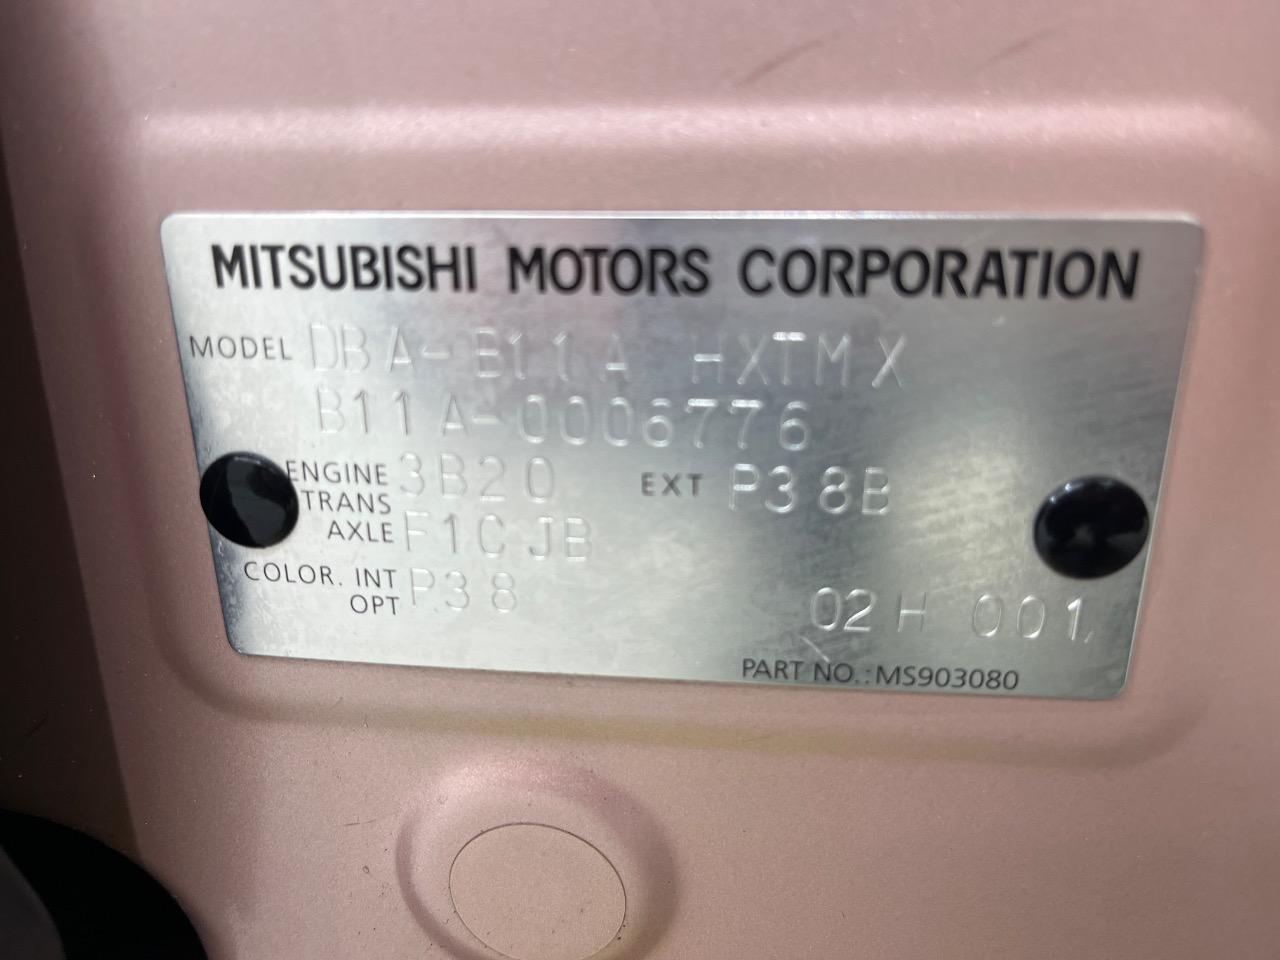 MITSUBISHI MOTORS CORPORATION
MODEL DBA-B11A HXTMX
B11A-0006776
ENGINE 3B20 EXT P38B
TRANS
AXLE F1CJB
COLOR. INT P38
OPT
02H 001
PART NO.: MS903080